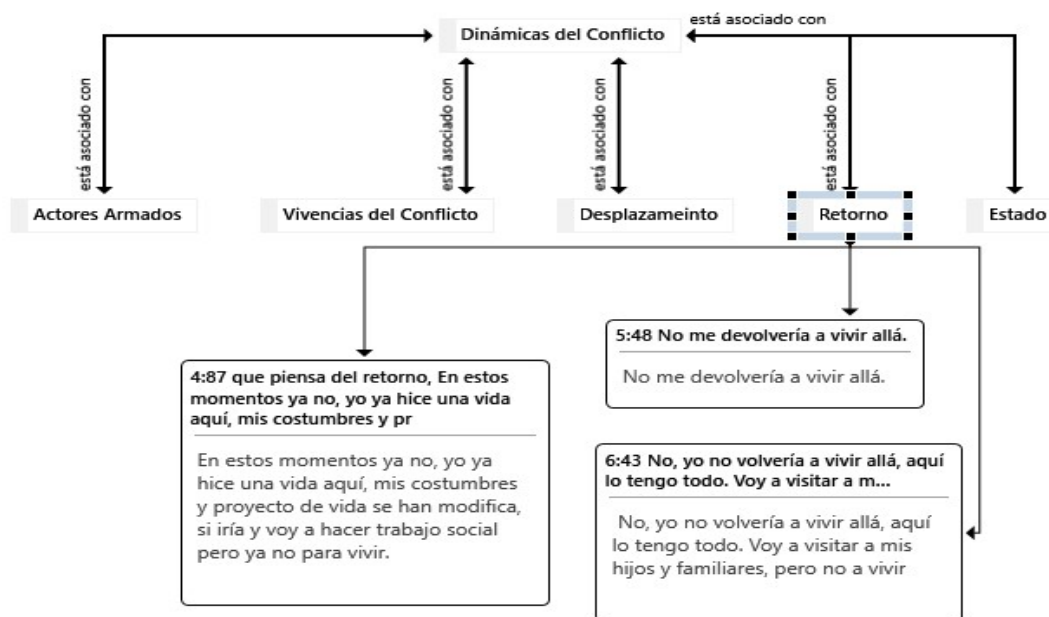 está asociado con
Dinámicas del Conflicto
está asociado con
está asociado con
está asociado con
está asociado con
Actores Armados
Vivencias del Conflicto
Desplazameinto
Retorno
Estado
5:48 No me devolvería a vivir allá.
No me devolvería a vivir allá.
4:87 que piensa del retorno, En estos
momentos ya no, yo ya hice una vida
aquí, mis costumbres y pr
En estos momentos ya no, yo ya
hice una vida aquí, mis costumbres
y proyecto de vida se han modifica,
si iría y voy a hacer trabajo social
pero ya no para vivir.
6:43 No, yo no volvería a vivir allá, aquí
lo tengo todo. Voy a visitar a m...
No, yo no volvería a vivir allá, aquí
lo tengo todo. Voy a visitar a mis
hijos y familiares, pero no a vivir